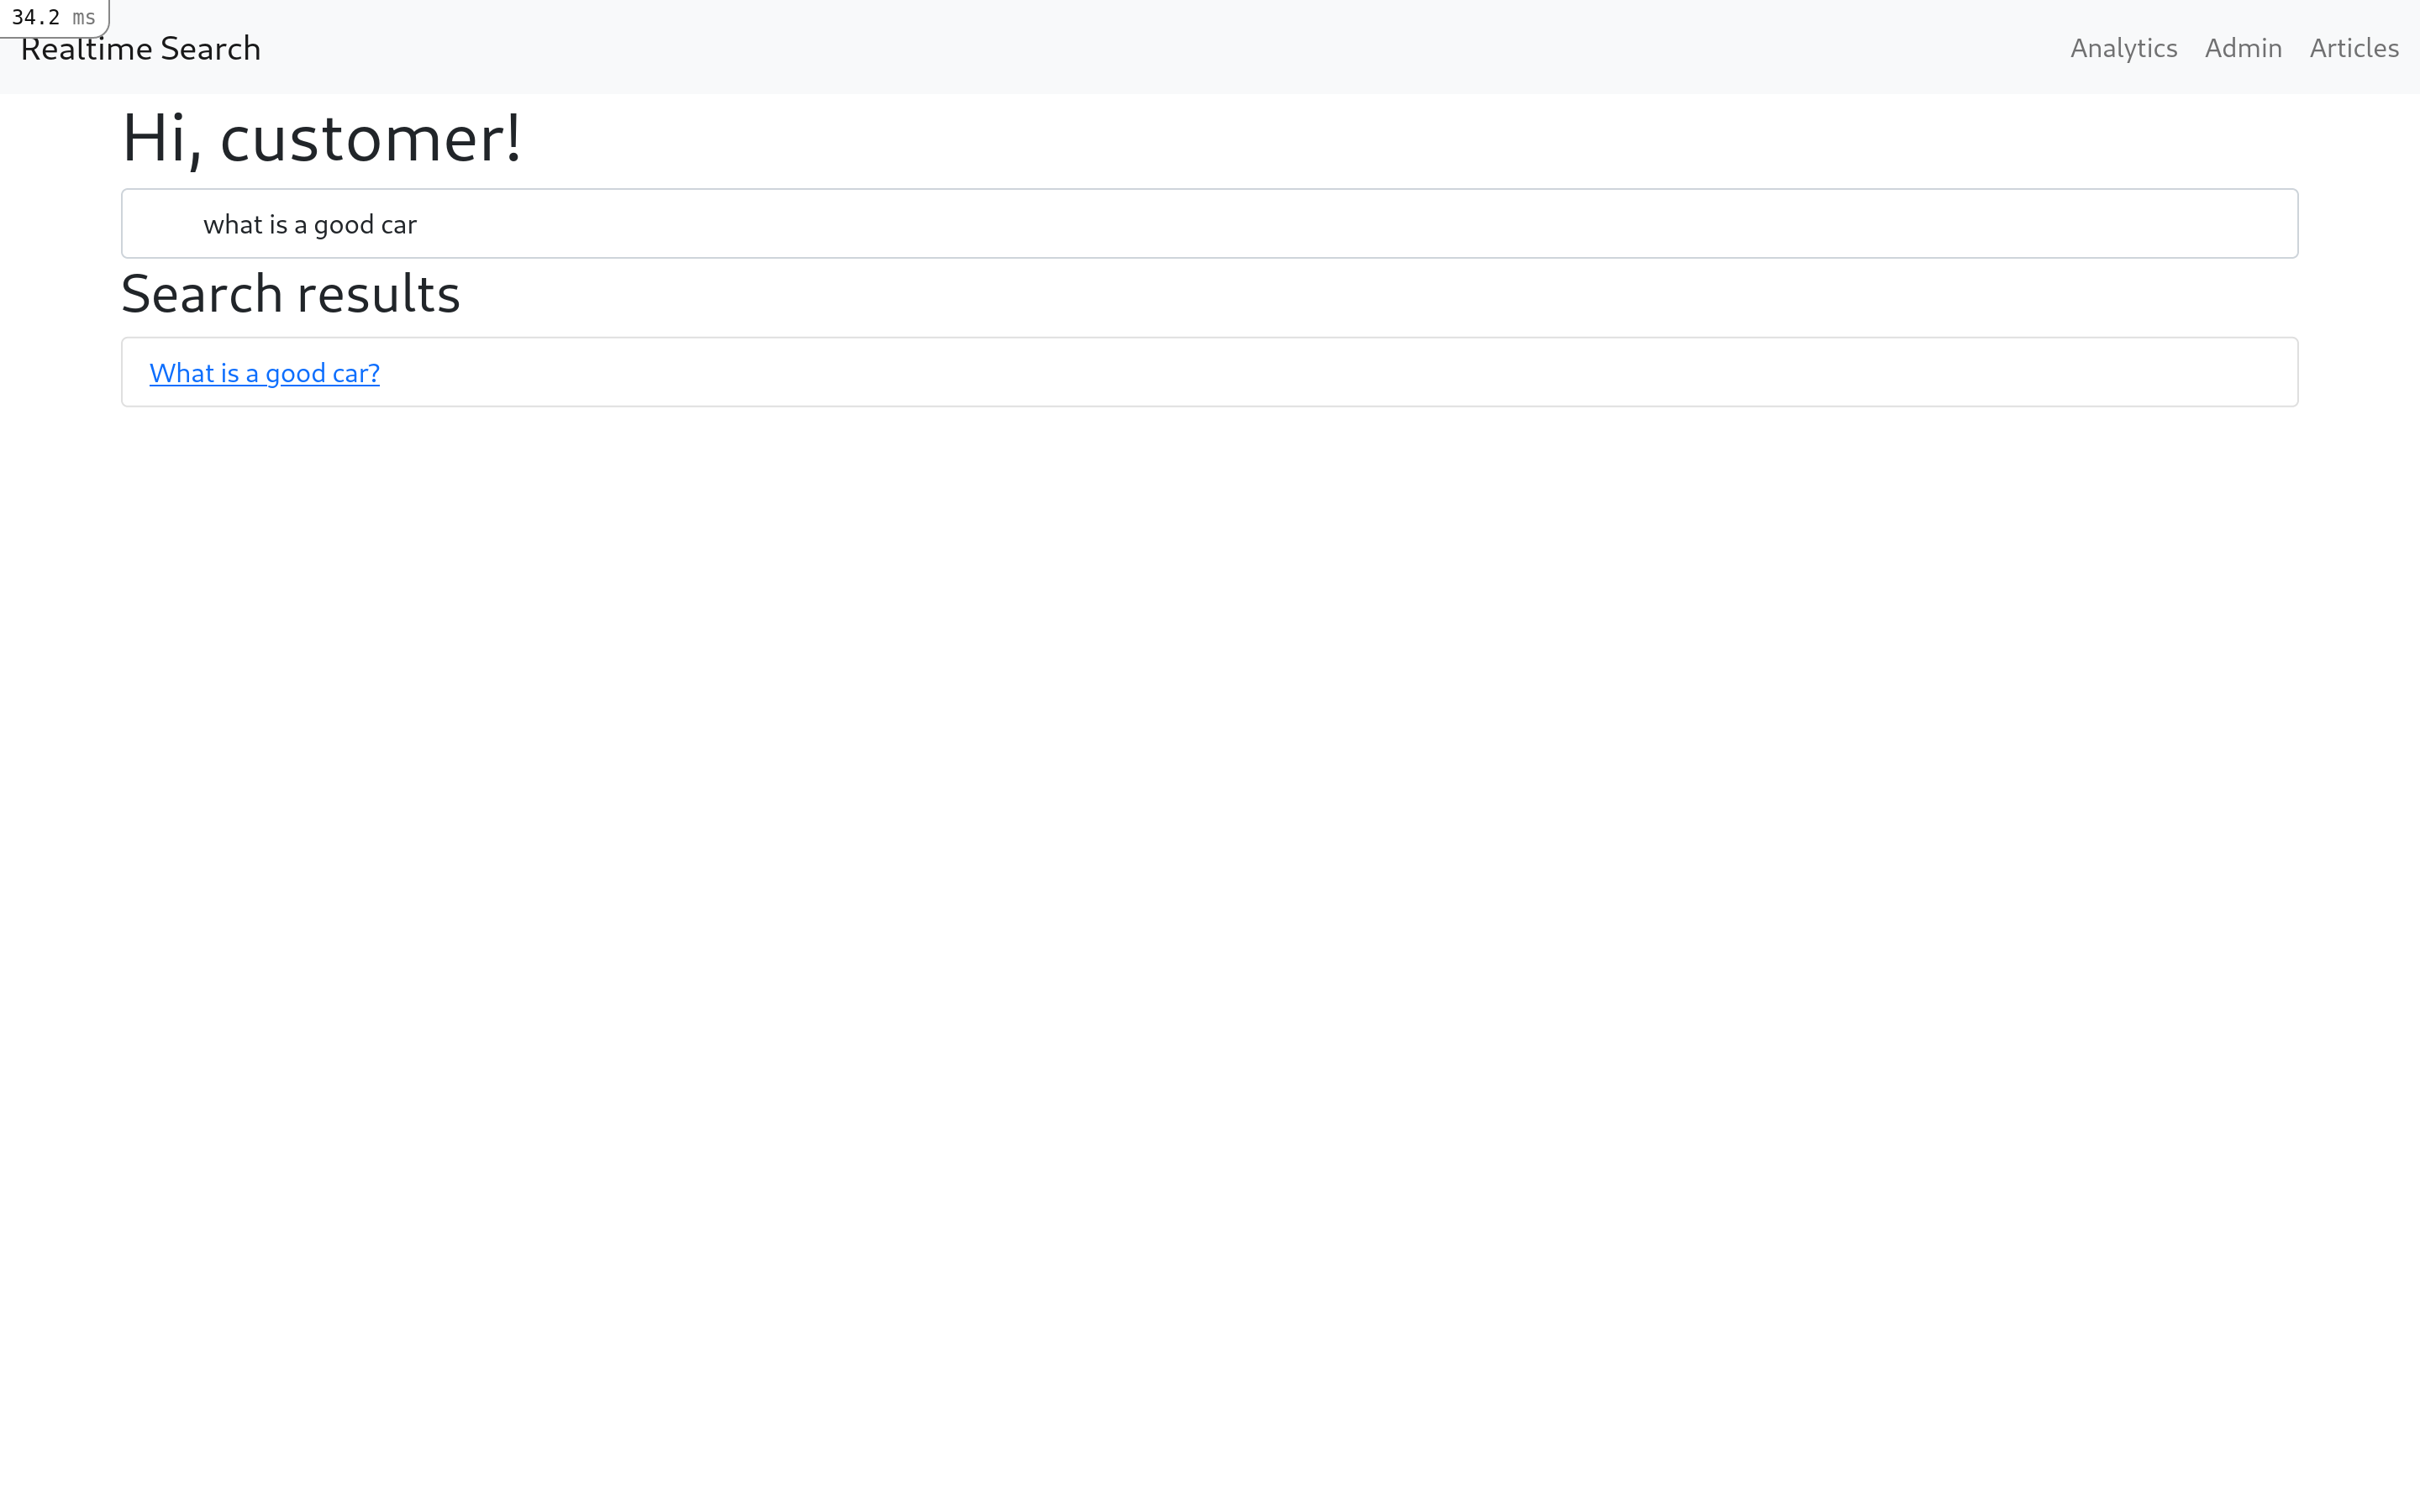 34.2 ms
Realtime Search
Analytics Admin Articles
Hi, customer!
what is a good car
Search results
What is a good car?